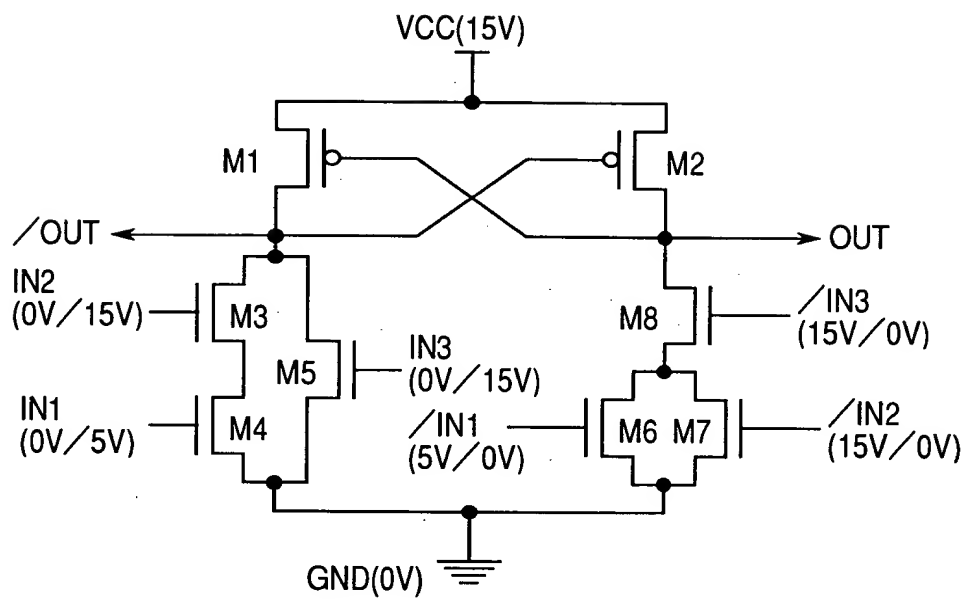 VCC(15V)
M1
M2
/OUT
OUT
IN2
(0V/15V)
M3
M8
/IN3
(15V/0V)
M5
IN3
(0V/15V)
IN1
(0V/5V)
M4
/IN1
(5V/0V)
M6
M7
/IN2
(15V/0V)
GND(0V)